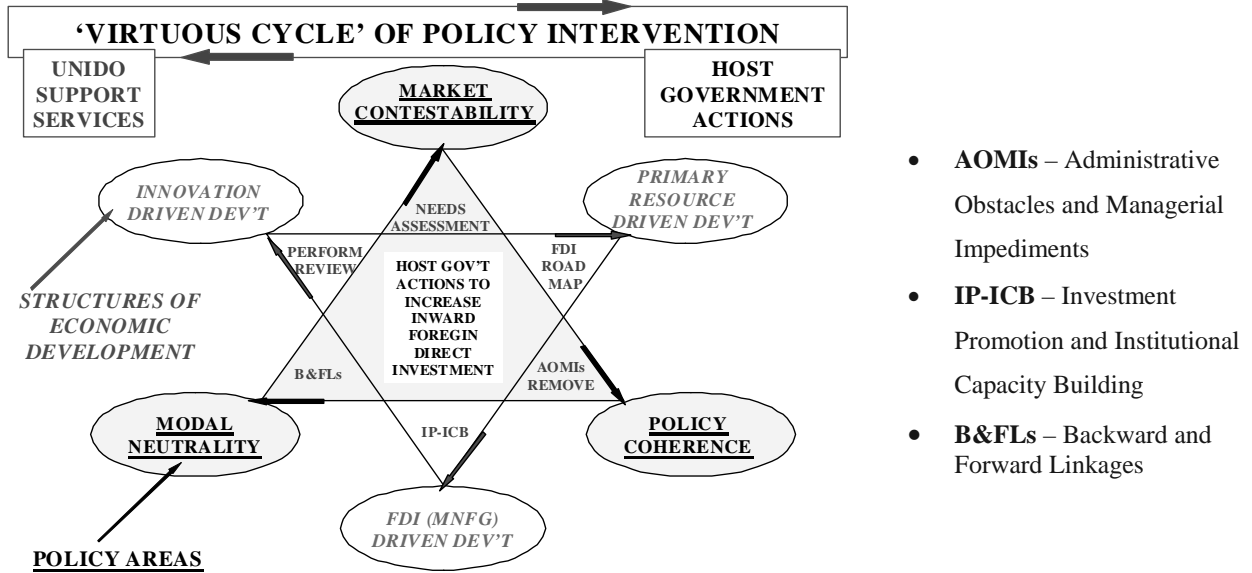 ‘VIRTUOUS CYCLE’ OF POLICY INTERVENTION
UNIDO
SUPPORT
SERVICES
HOST
GOVERNMENT
ACTIONS
MARKET
CONTESTABILITY
INNOVATION
DRIVEN DEV’T
PRIMARY
RESOURCE
DRIVEN DEV’T
NEEDS
ASSESSMENT
PERFORM
REVIEW
FDI
ROAD
MAP
HOST GOV’T
ACTIONS TO
INCREASE
INWARD
FOREGIN
DIRECT
INVESTMENT
STRUCTURES OF
ECONOMIC
DEVELOPMENT
B&FLs
AOMIs
REMOVE
MODAL
NEUTRALITY
IP-ICB
POLICY
COHERENCE
FDI (MNFG)
DRIVEN DEV’T
POLICY AREAS
• AOMIs – Administrative
Obstacles and Managerial
Impediments
• IP-ICB – Investment
Promotion and Institutional
Capacity Building
• B&FLs – Backward and
Forward Linkages